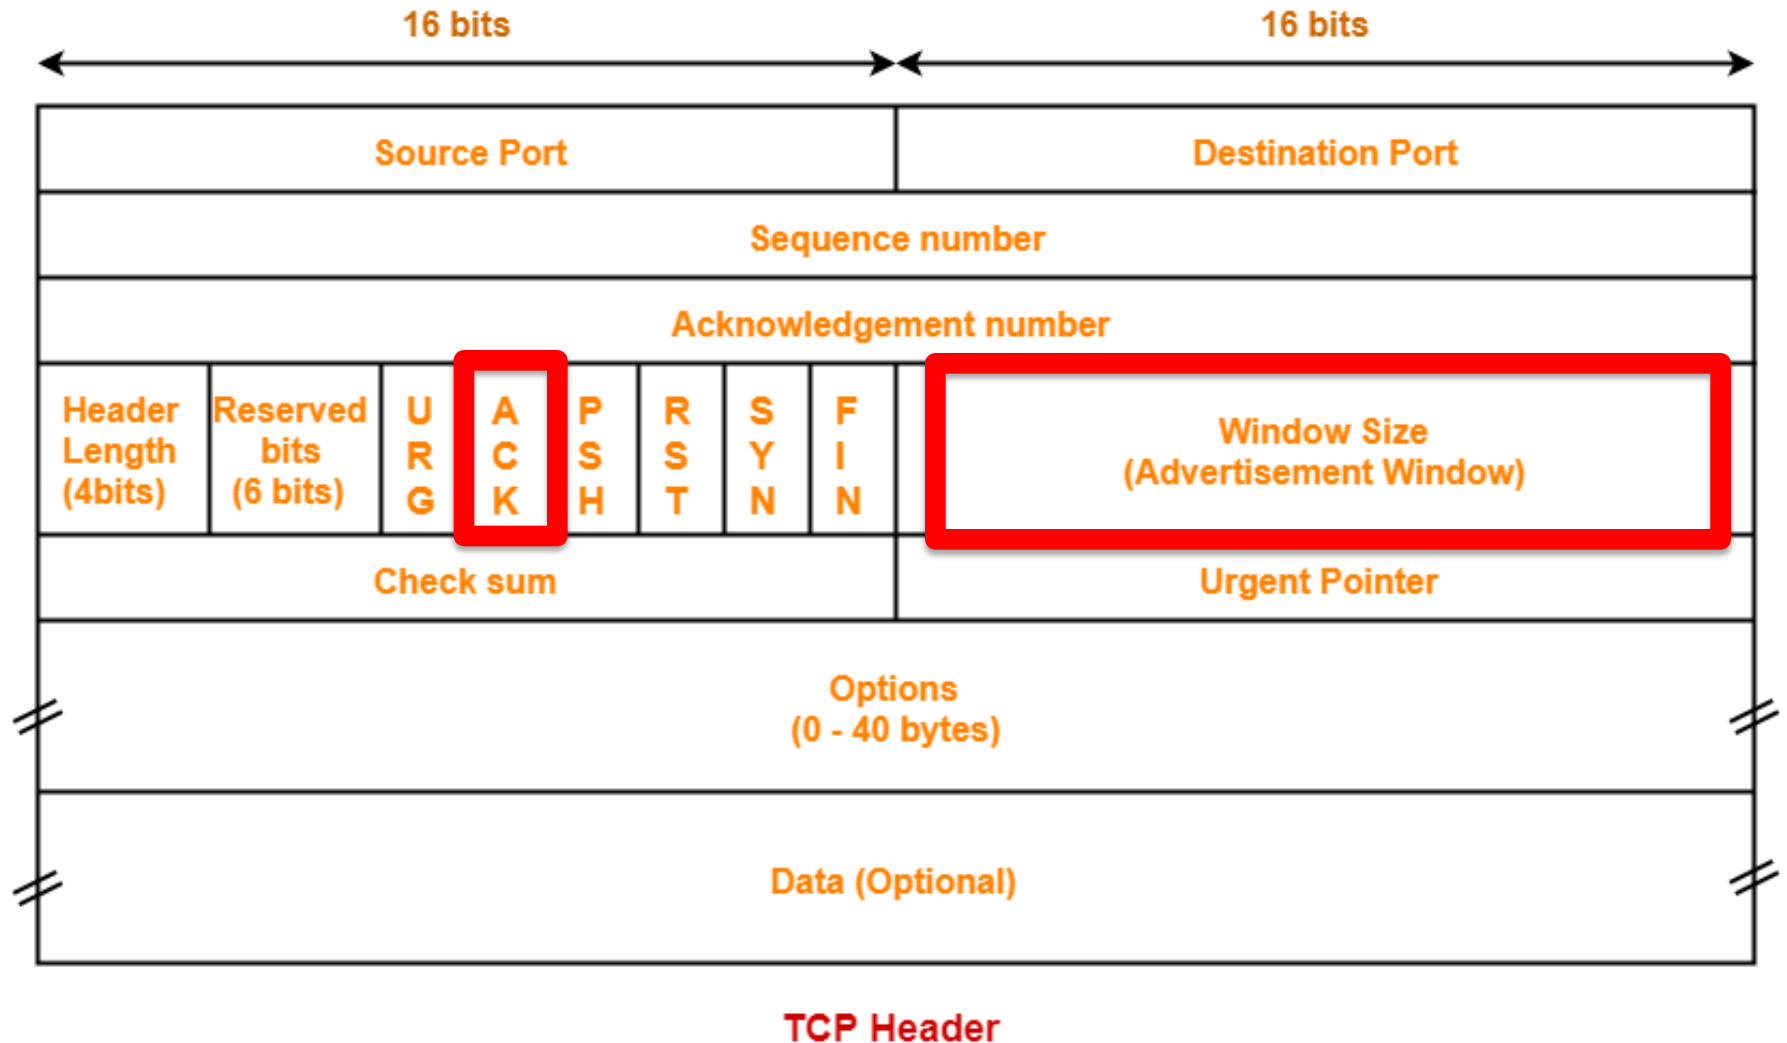 16 bits
16 bits
Source Port
Destination Port
Sequence number
Acknowledgement number
Header
Length
(4bits)
Reserved
bits
(6 bits)
U
R
G
A
C
K
P
S
H
R
S
T
S
Y
N
F
I
N
Window Size
(Advertisement Window)
Check sum
Urgent Pointer
Options
(0 - 40 bytes)
Data (Optional)
TCP Header